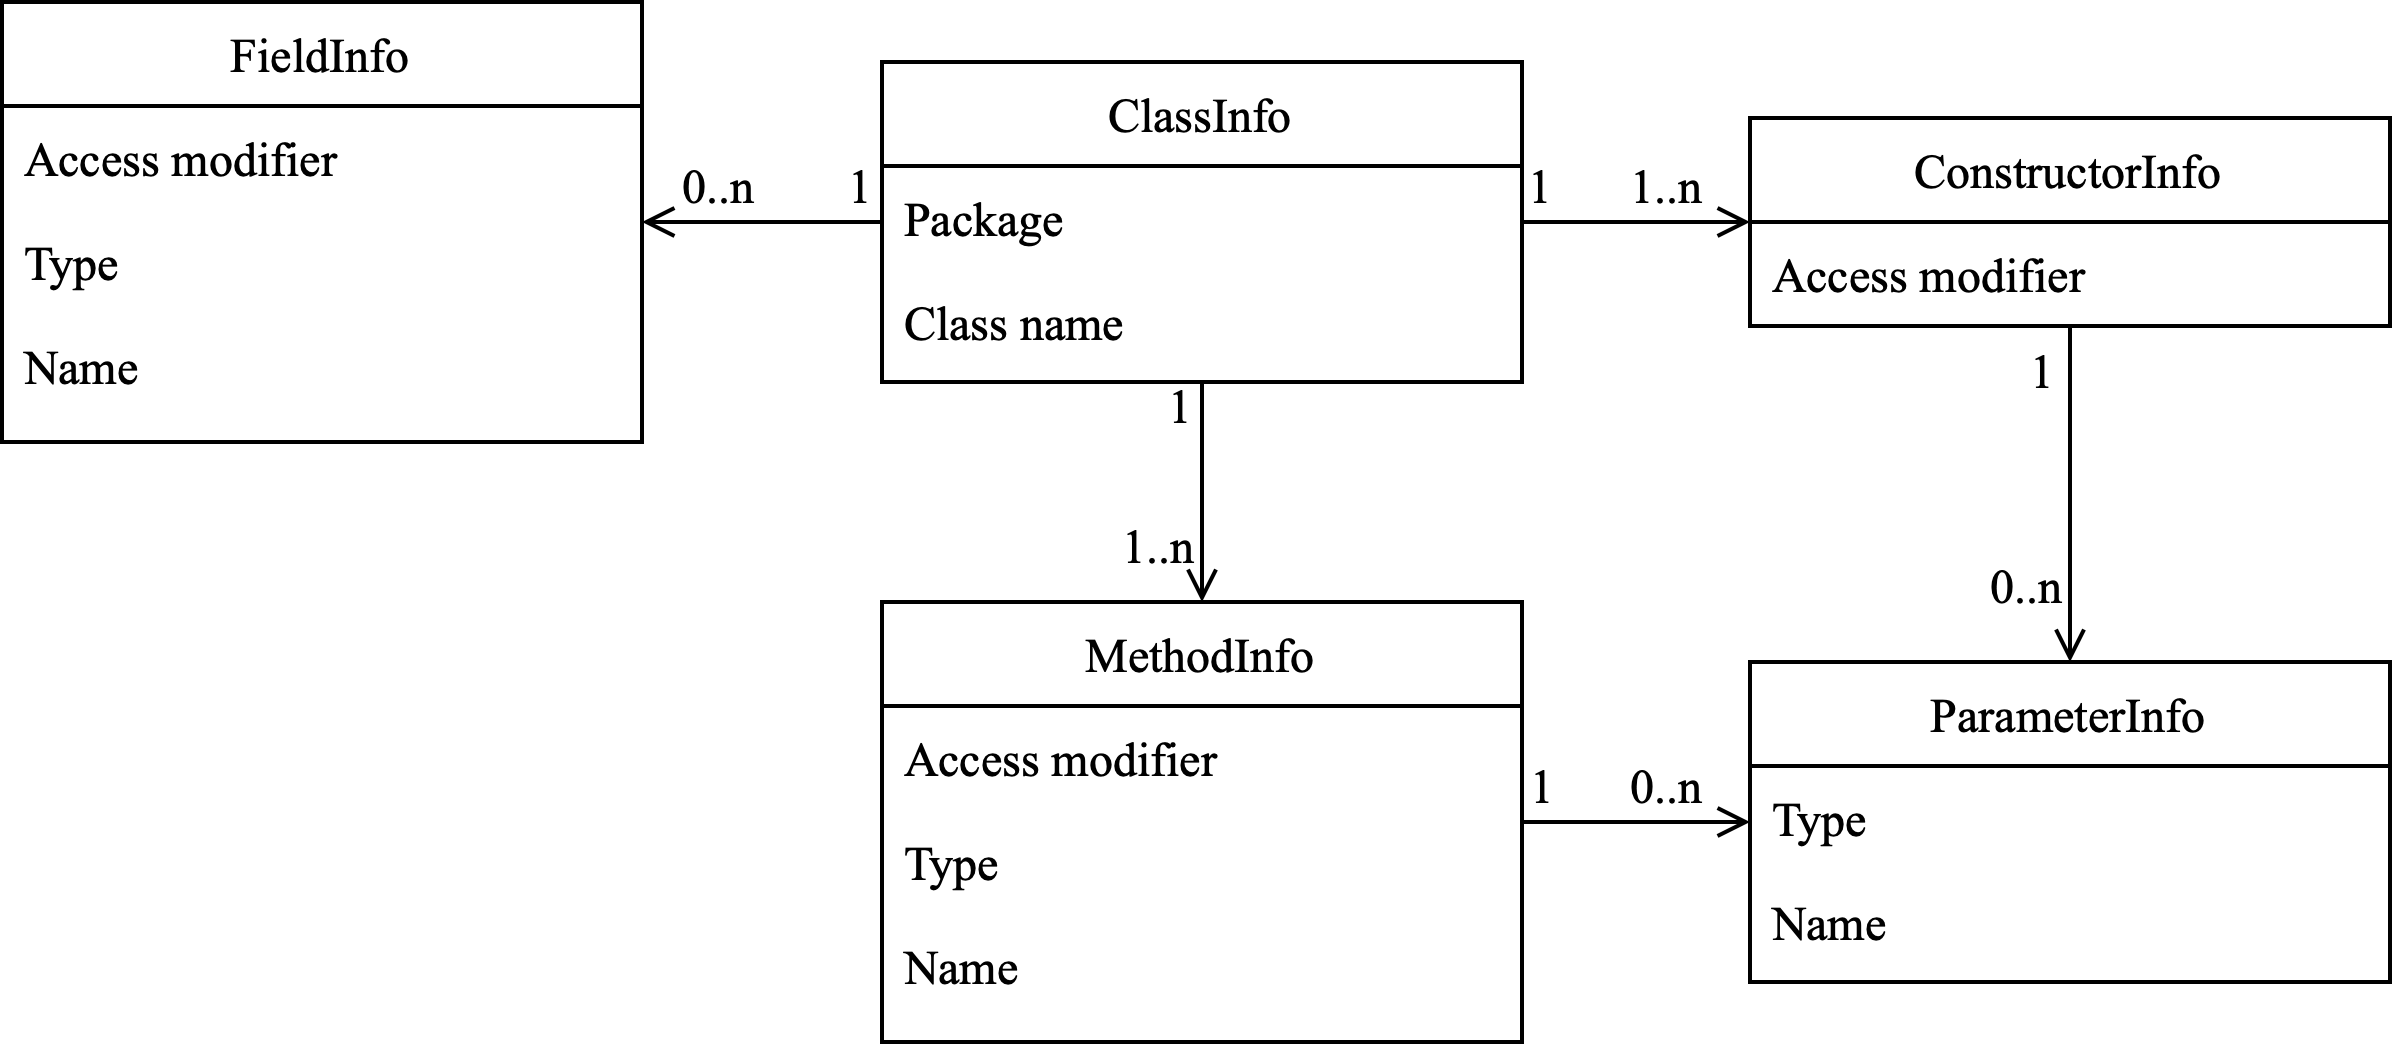 FieldInfo
Access modifier
Type
Name
0..n
1
ClassInfo
Package
Class name
1
1..n
ConstructorInfo
Access modifier
1
1..n
MethodInfo
Access modifier
Type
Name
1
0..n
1
0..n
ParameterInfo
Type
Name